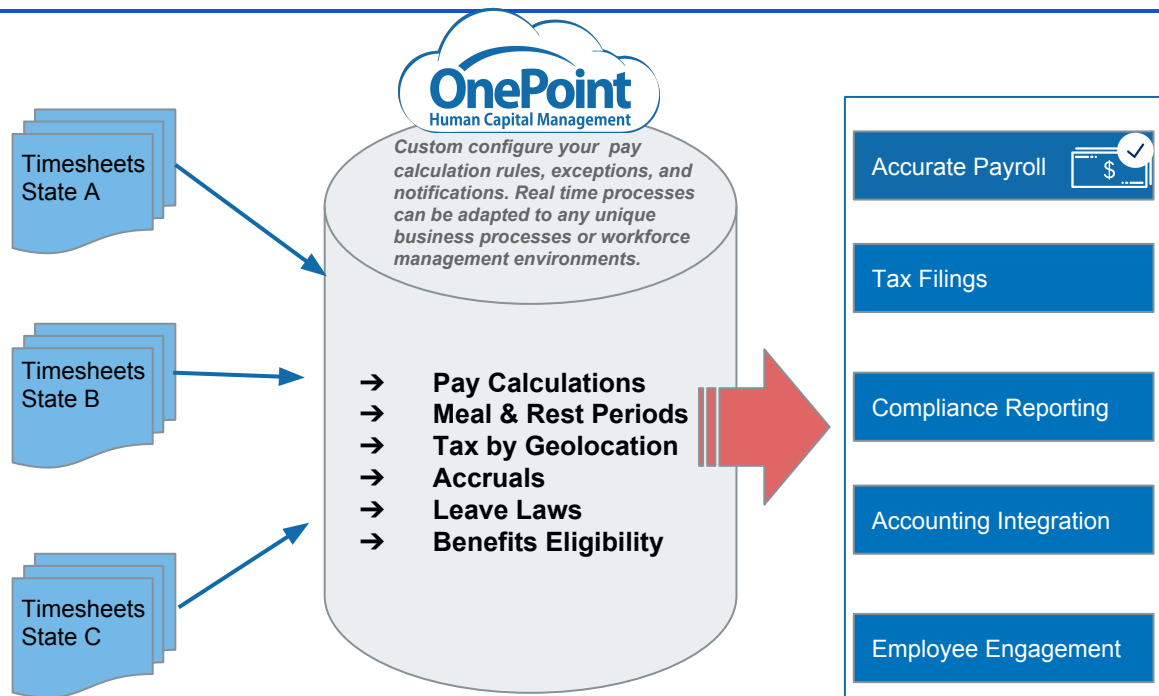 OnePoint
Human Capital Management
Custom configure your pay
calculation rules, exceptions, and
notifications. Real time processes
can be adapted to any unique
business processes or workforce
management environments.
Timesheets
State A
Timesheets
State B
Timesheets
State C
➔ Pay Calculations
➔ Meal & Rest Periods
➔ Tax by Geolocation
➔ Accruals
➔ Leave Laws
➔ Benefits Eligibility
Accurate Payroll
$
Tax Filings
Compliance Reporting
Accounting Integration
Employee Engagement